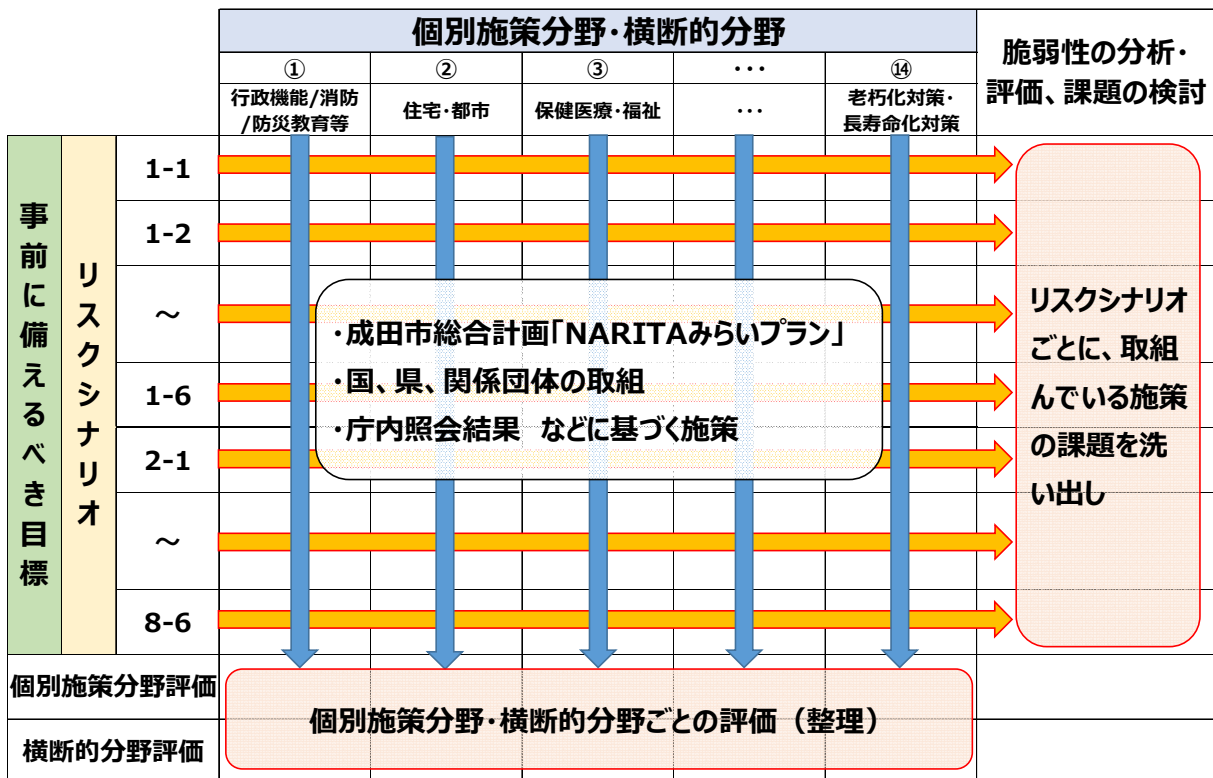 個別施策分野・横断的分野
脆弱性の分析・
評価、課題の検討
①
②
③
・・・
⑭
行政機能/消防
/防災教育等
住宅・都市
保健医療・福祉
・・・
老朽化対策・
長寿命化対策
事前に備えるべき目標
リスクシナリオ
1-1
1-2
～
1-6
2-1
～
8-6
・成田市総合計画「NARITAみらいプラン」
・国、県、関係団体の取組
・庁内照会結果 などに基づく施策
リスクシナリオ
ごとに、取組
んでいる施策
の課題を洗
い出し
個別施策分野評価
横断的分野評価
個別施策分野・横断的分野ごとの評価（整理）